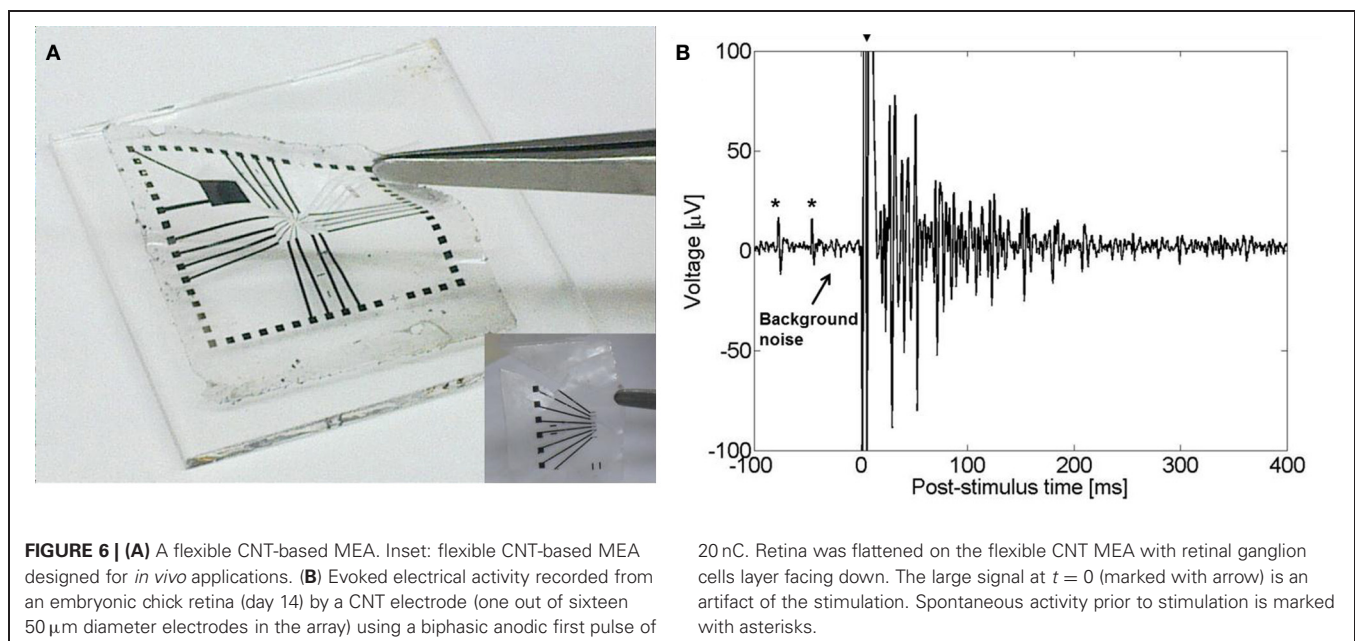 A
B
100
50
0
-50
-100
Voltage [µV]
* *
Background
noise
-100 0 100 200 300 400
Post-stimulus time [ms]
FIGURE 6 | (A) A flexible CNT-based MEA. Inset: flexible CNT-based MEA
designed for in vivo applications. (B) Evoked electrical activity recorded from
an embryonic chick retina (day 14) by a CNT electrode (one out of sixteen
50 µm diameter electrodes in the array) using a biphasic anodic first pulse of
20 nC. Retina was flattened on the flexible CNT MEA with retinal ganglion
cells layer facing down. The large signal at t = 0 (marked with arrow) is an
artifact of the stimulation. Spontaneous activity prior to stimulation is marked
with asterisks.